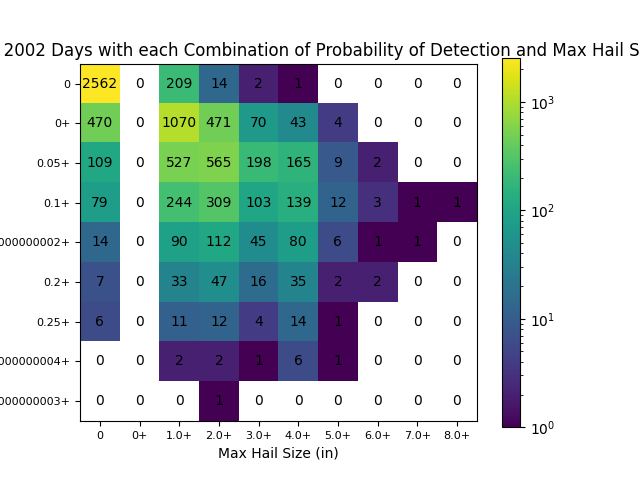 2002 Days with each Combination of Probability of Detection and Max Hail S
0 2562 0 209 14 2 1 0 0 0 0
0+ 470 0 1070 471 70 43 4 0 0 0
0.05+ 109 0 527 565 198 165 9 2 0 0
0.1+ 79 0 244 309 103 139 12 3 1 1
000000002+ 14 0 90 112 45 80 6 1 1 0
0.2+ 7 0 33 47 16 35 2 2 0 0
0.25+ 6 0 11 12 4 14 1 0 0 0
000000004+ 0 0 2 2 1 6 1 0 0 0
000000003+ 0 0 0 1 0 0 0 0 0 0
0 0+ 1.0+ 2.0+ 3.0+ 4.0+ 5.0+ 6.0+ 7.0+ 8.0+
Max Hail Size (in)
10³
10²
10¹
10⁰